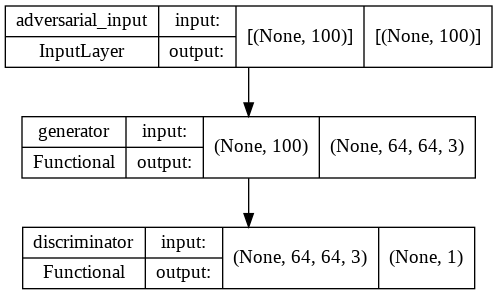 adversarial_input input: [(None, 100)] [(None, 100)]
InputLayer output:
generator input: (None, 100) (None, 64, 64, 3)
Functional output:
discriminator input: (None, 64, 64, 3) (None, 1)
Functional output: